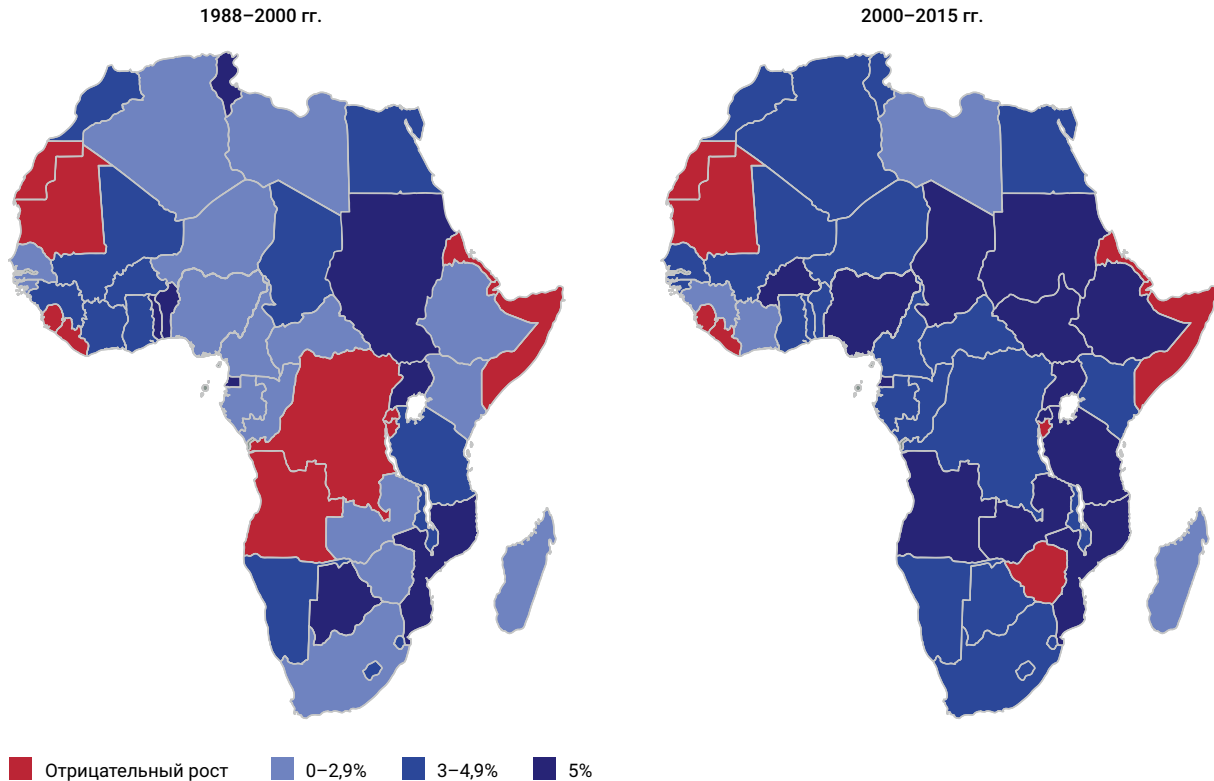 1988–2000 гг.
2000–2015 гг.
Отрицательный рост
0–2,9%
3–4,9%
5%